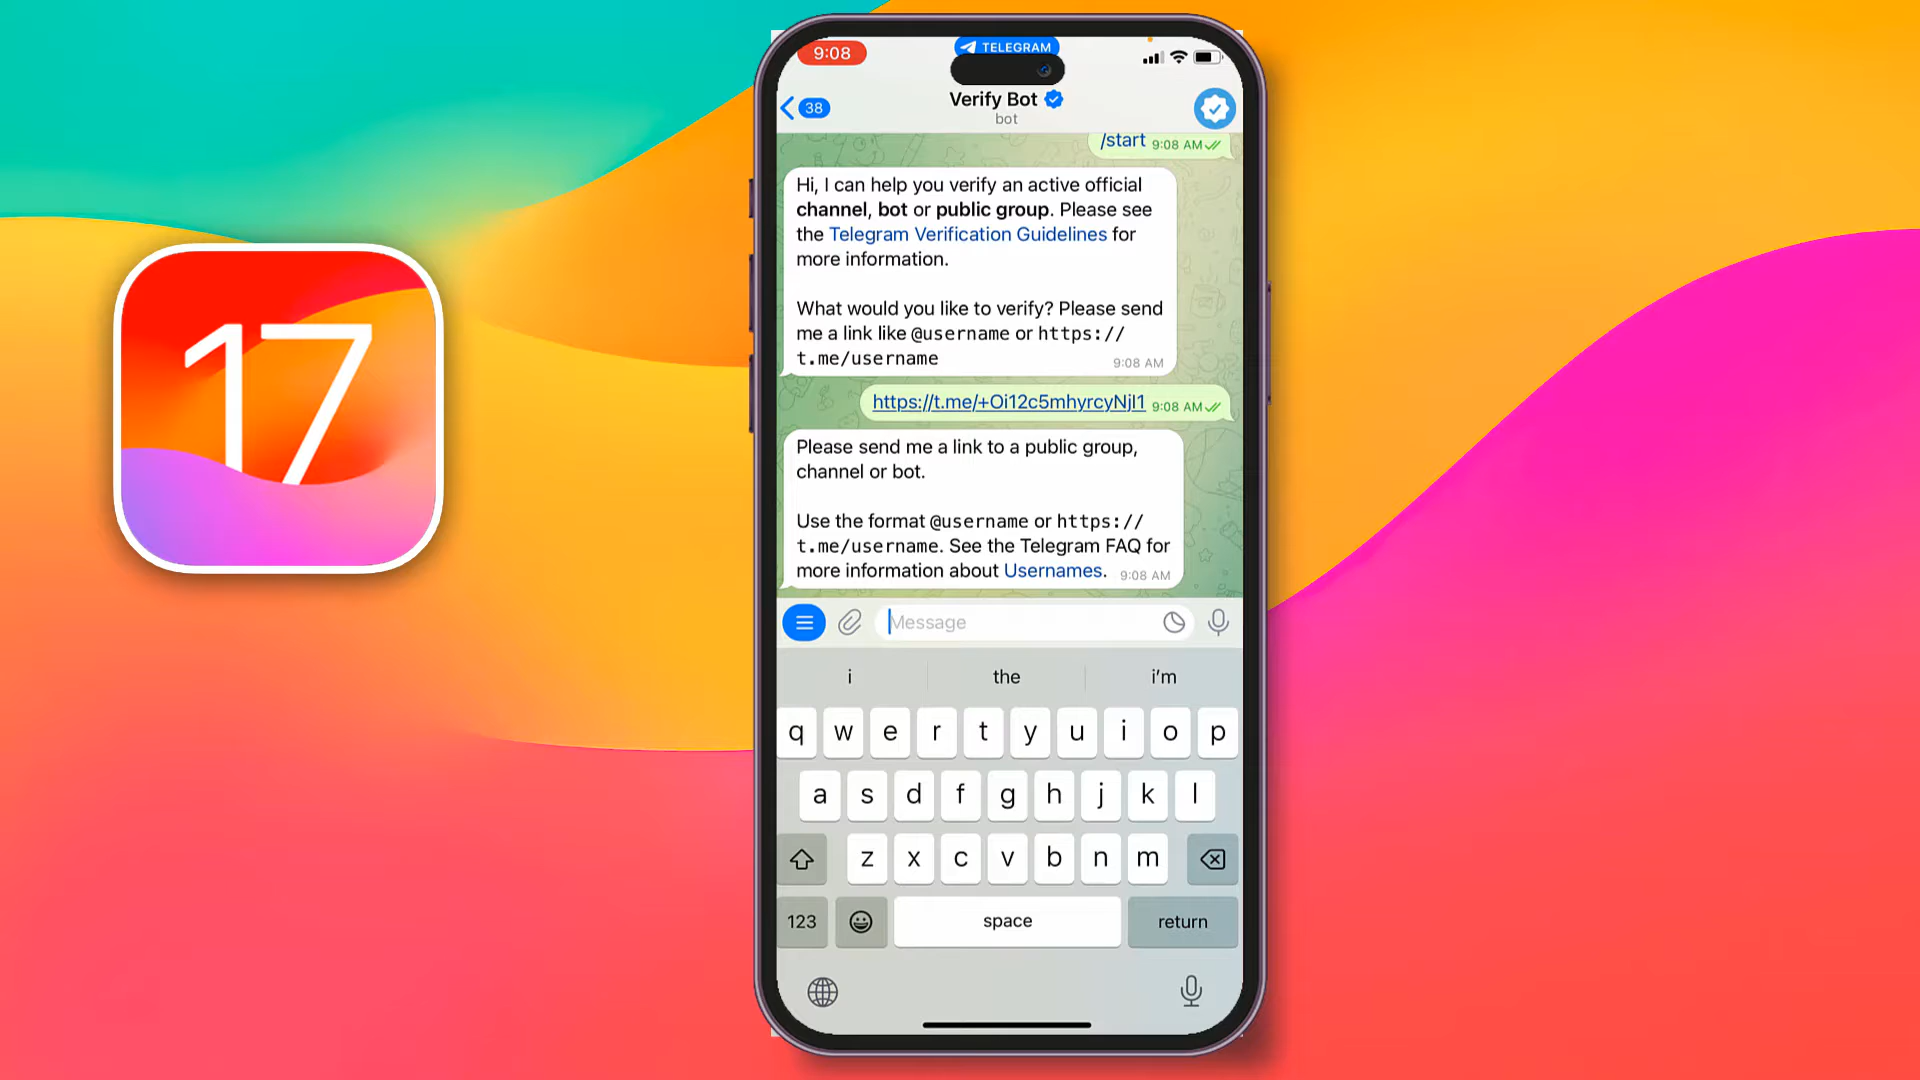 17
9:08
TELEGRAM
38
Verify Bot
bot
/start 9:08 AM
Hi, I can help you verify an active official
channel, bot or public group. Please see
the Telegram Verification Guidelines for
more information.
What would you like to verify? Please send
me a link like @username or https://
t.me/username
9:08 AM
https://t.me/+Oi12c5mhyrcyNjI1 9:08 AM
Please send me a link to a public group,
channel or bot.
Use the format @username or https://
t.me/username. See the Telegram FAQ for
more information about Usernames. 9:08 AM
Message
i the i'm
q w e r t y u i o p
a s d f g h j k l
z x c v b n m
123 space return